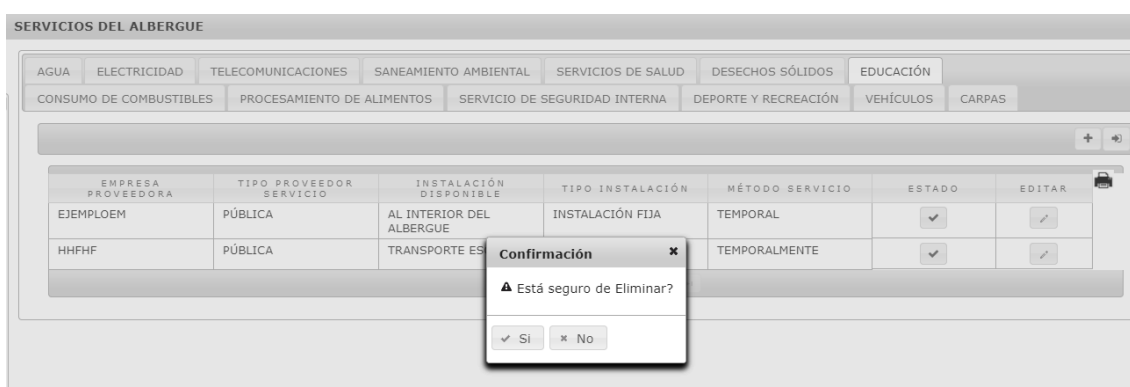 SERVICIOS DEL ALBERGUE
AGUA ELECTRICIDAD TELECOMUNICACIONES SANEAMIENTO AMBIENTAL SERVICIOS DE SALUD DESECHOS SÓLIDOS EDUCACIÓN
CONSUMO DE COMBUSTIBLES PROCESAMIENTO DE ALIMENTOS SERVICIO DE SEGURIDAD INTERNA DEPORTE Y RECREACIÓN VEHÍCULOS CARPAS
EMPRESA PROVEEDORA
TIPO PROVEEDOR SERVICIO
INSTALACIÓN DISPONIBLE
TIPO INSTALACIÓN
MÉTODO SERVICIO
ESTADO
EDITAR
EJEMPLOEM PÚBLICA AL INTERIOR DEL INSTALACIÓN FIJA TEMPORAL
ALBERGUE
HHFHF PÚBLICA TRANSPORTE TEMPORALMENTE
Confirmación
Está seguro de Eliminar?
Si No